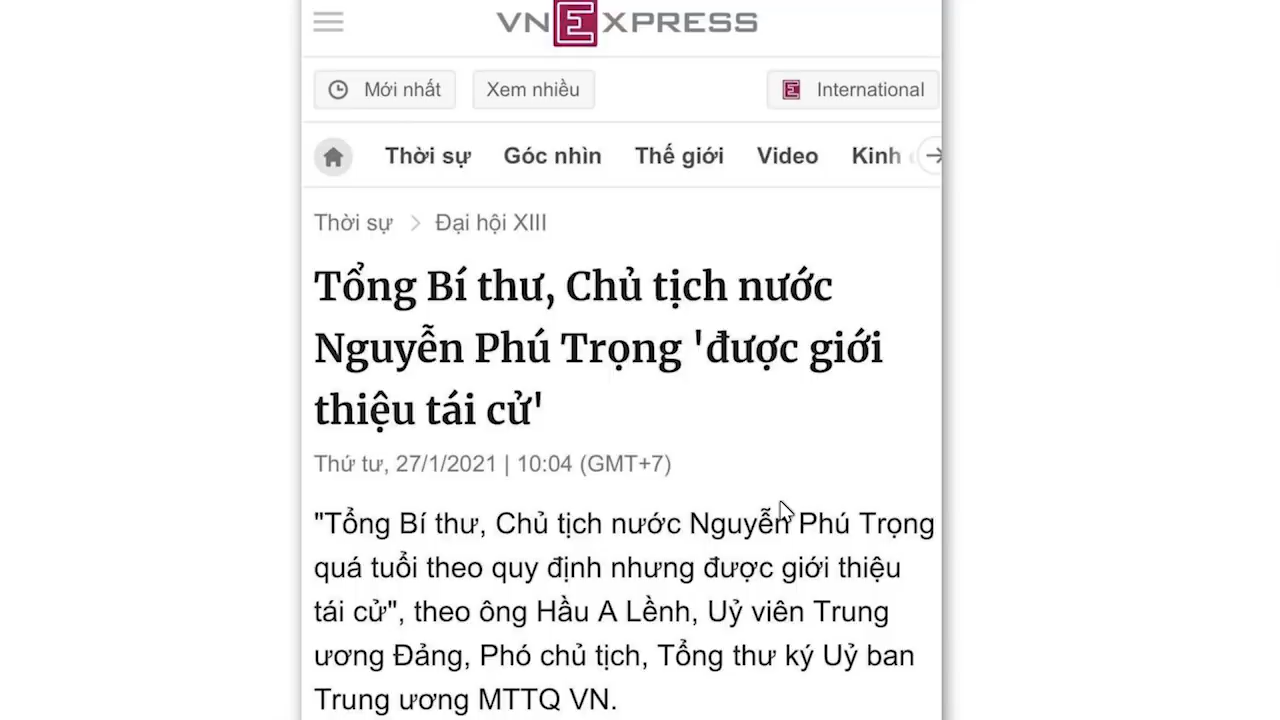 VNEXPRESS
Mới nhất
Xem nhiều
International
Thời sự
Góc nhìn
Thế giới
Video
Kinh
Thời sự > Đại hội XIII
Tổng Bí thư, Chủ tịch nước
Nguyễn Phú Trọng 'được giới
thiệu tái cử'
Thứ tư, 27/1/2021 | 10:04 (GMT+7)
"Tổng Bí thư, Chủ tịch nước Nguyễn Phú Trọng
quá tuổi theo quy định nhưng được giới thiệu
tái cử", theo ông Hầu A Lềnh, Uỷ viên Trung
ương Đảng, Phó chủ tịch, Tổng thư ký Uỷ ban
Trung ương MTTQ VN.